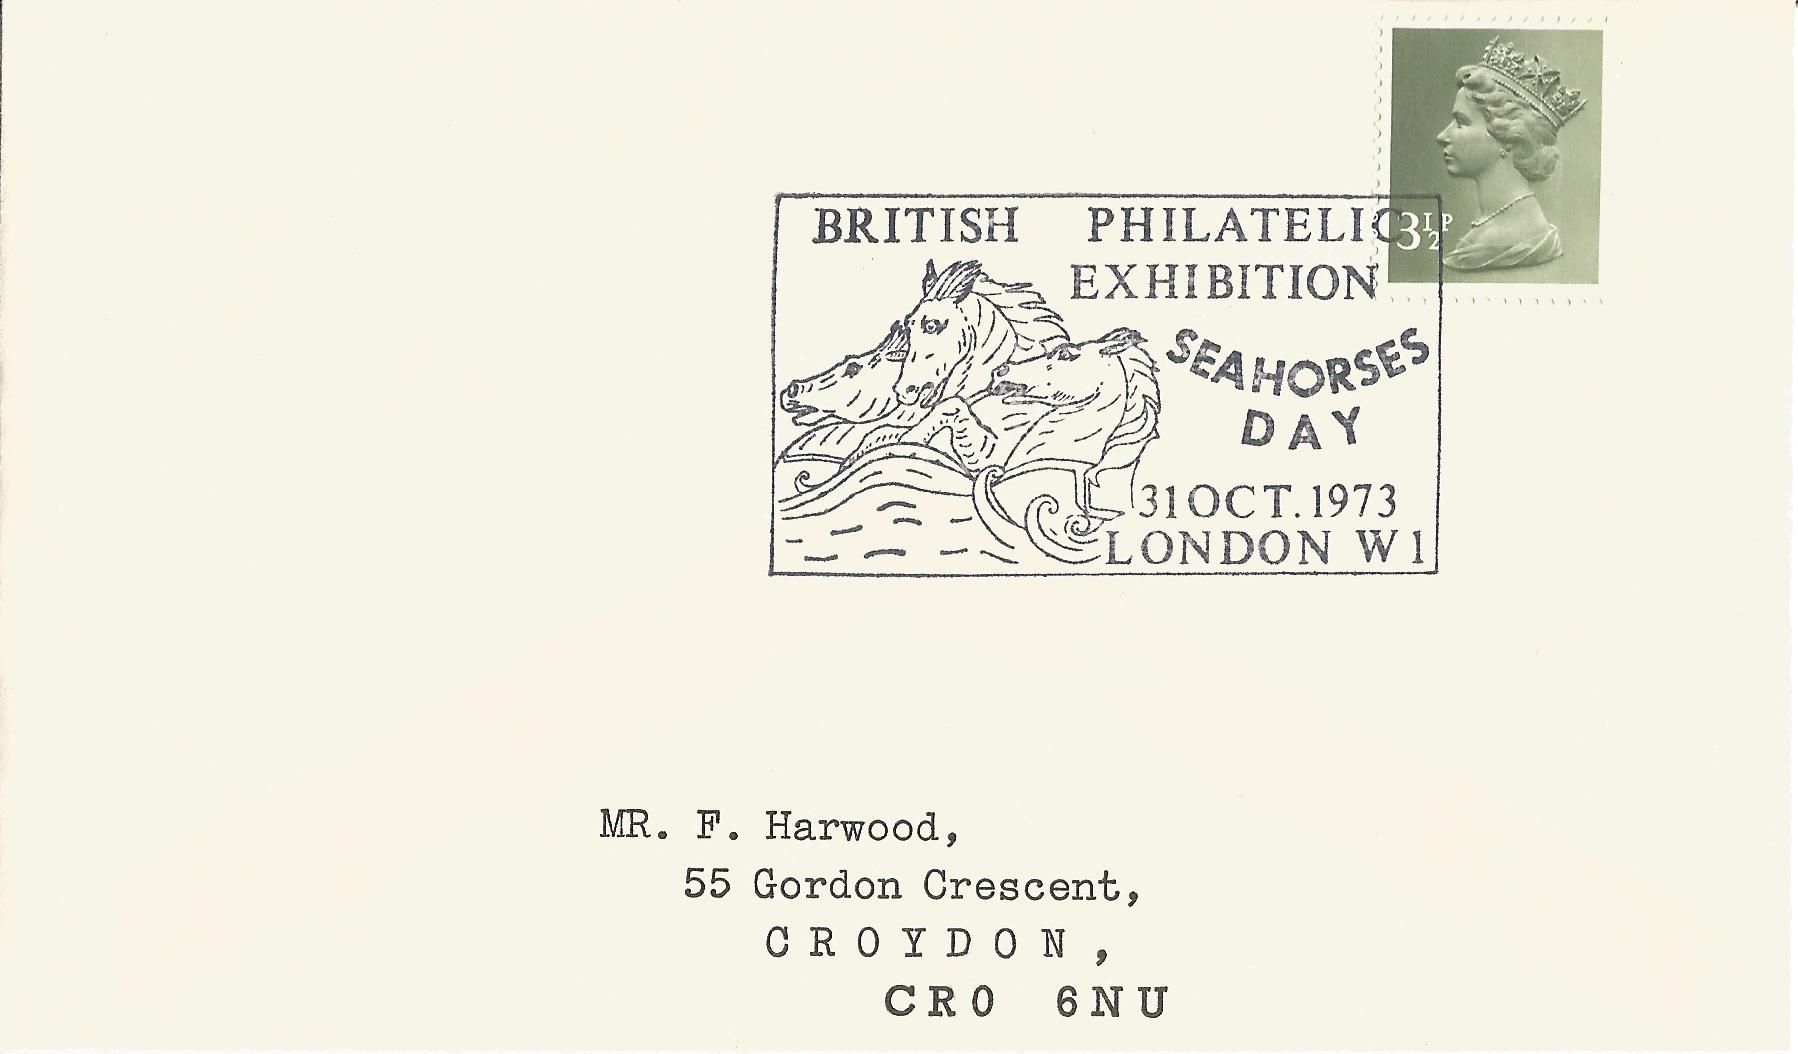 3½P
BRITISH PHILATELIC
EXHIBITION
SEAHORSES
DAY
31 OCT. 1973
LONDON W1
MR. F. Harwood,
55 Gordon Crescent,
CROYDON,
CR0 6NU